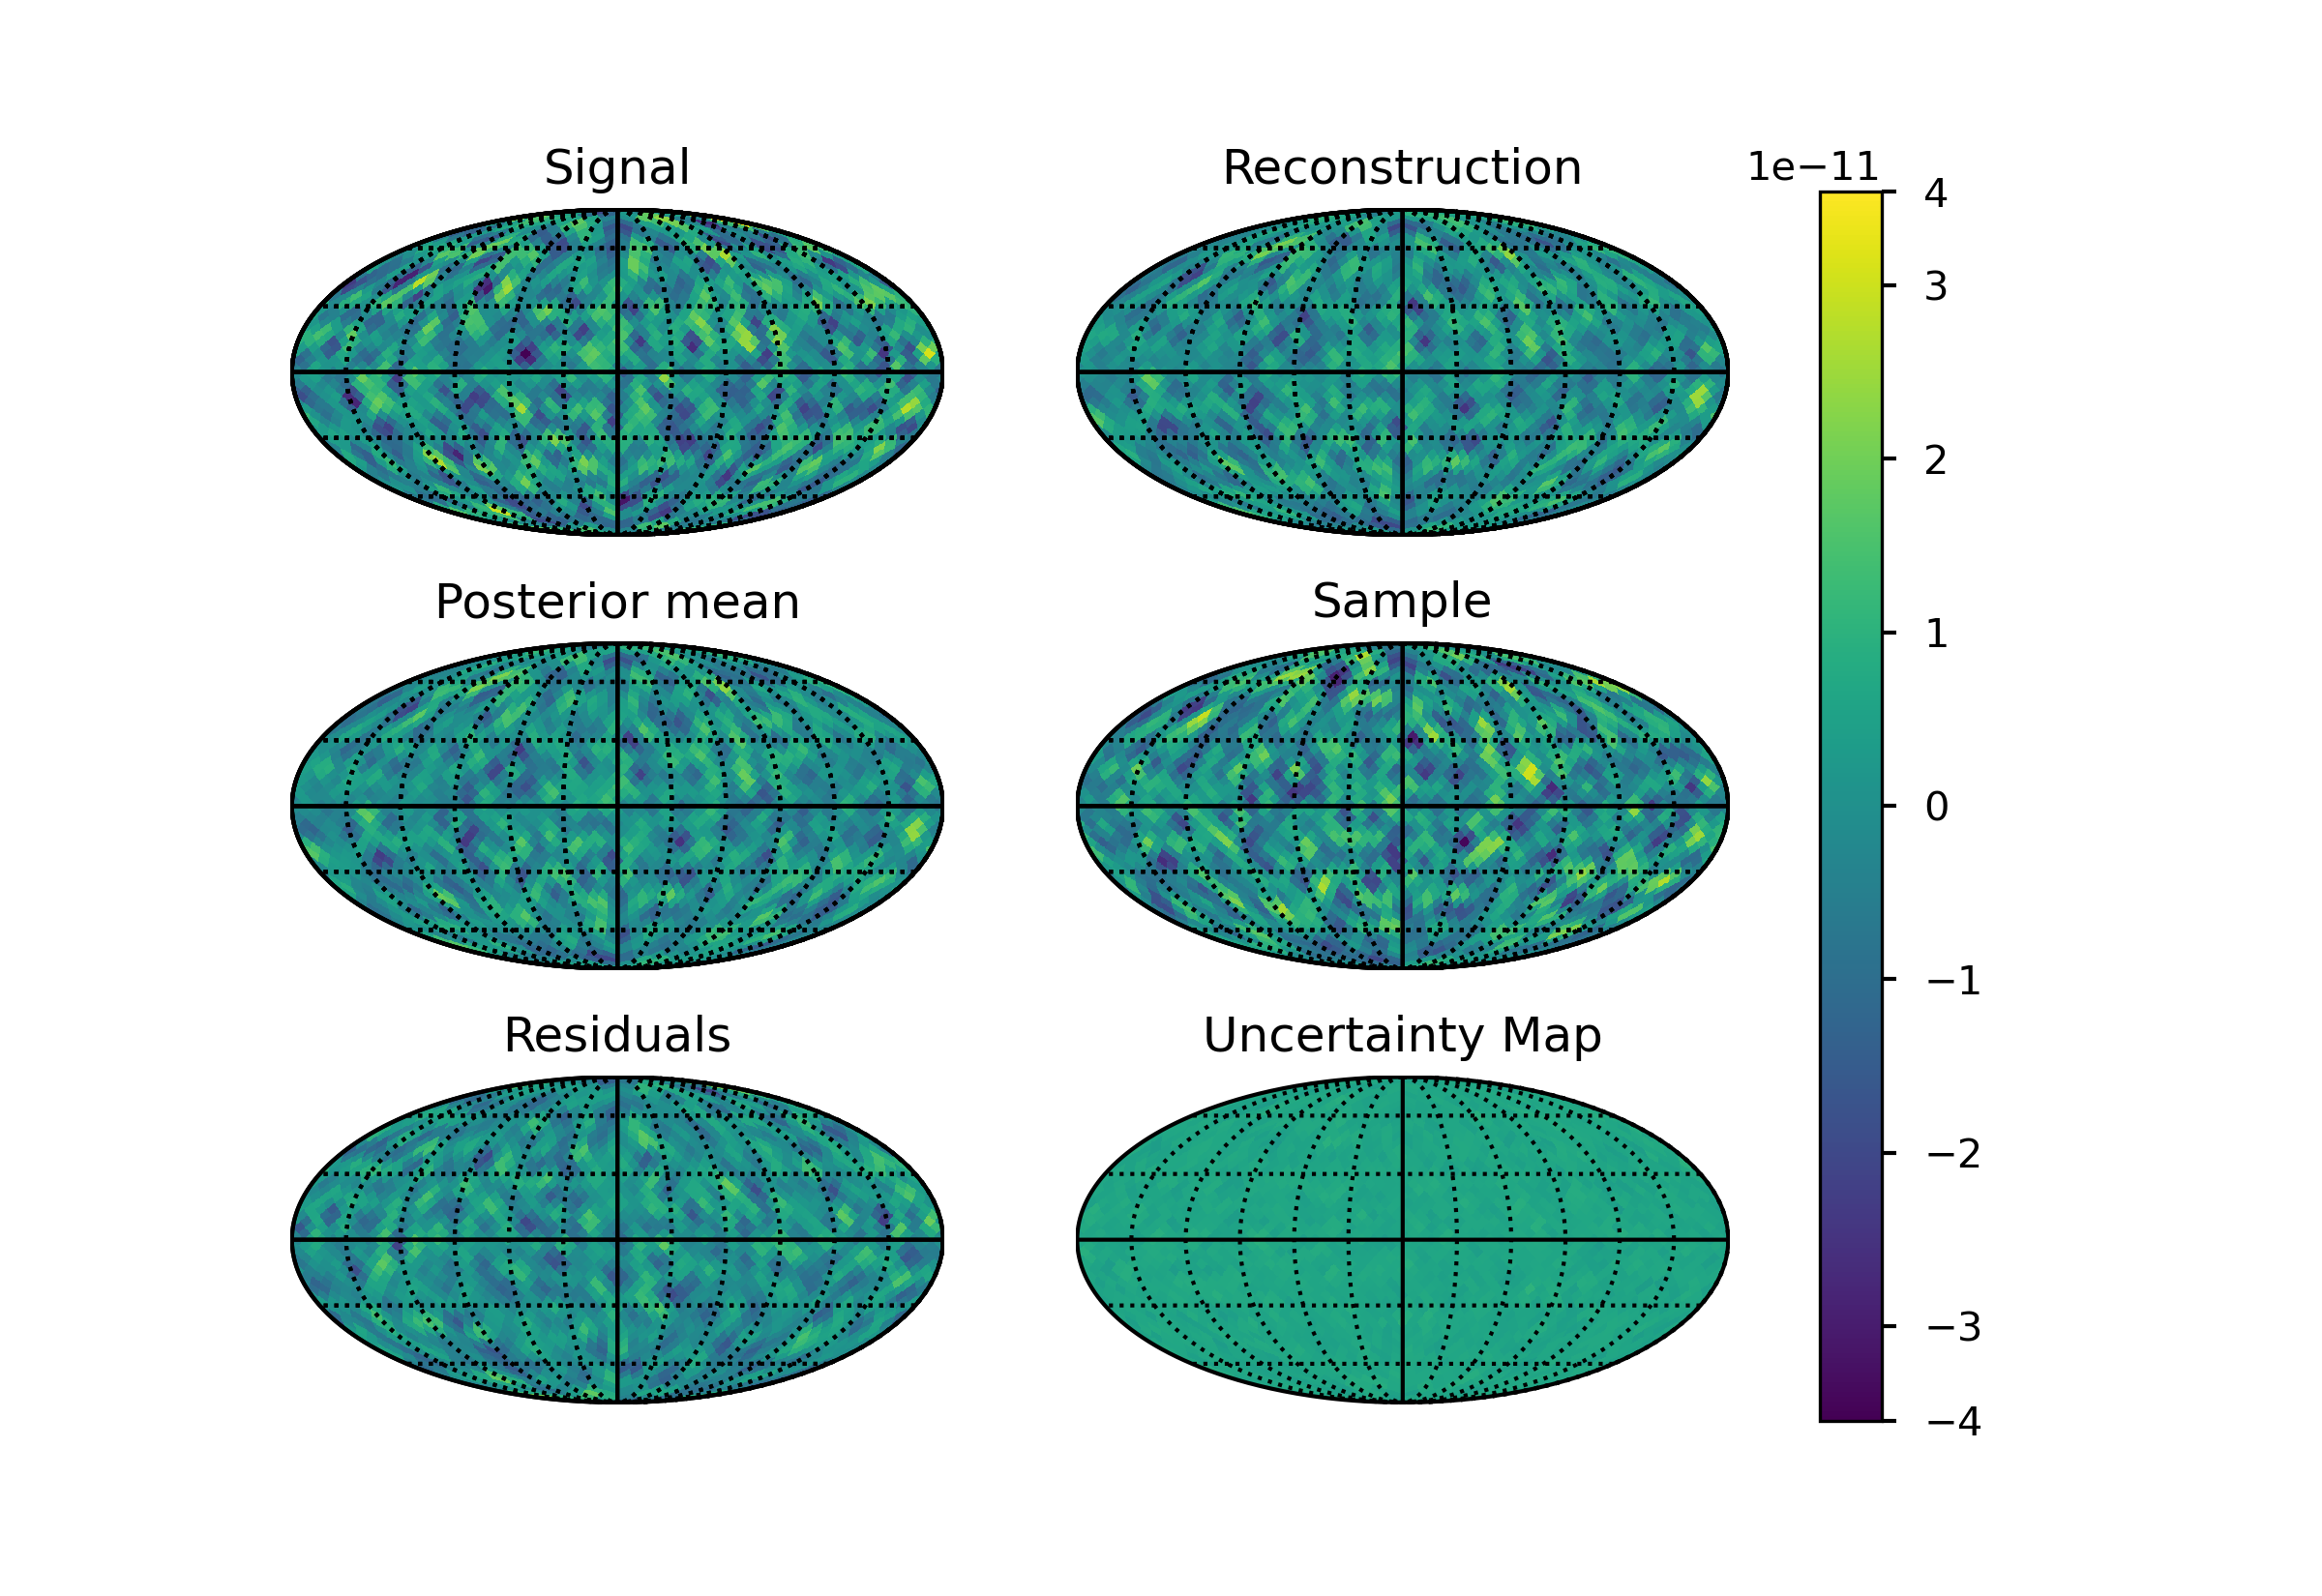 Signal
Reconstruction
Posterior mean
Sample
Residuals
Uncertainty Map
1e−11
4
3
2
1
0
−1
−2
−3
−4